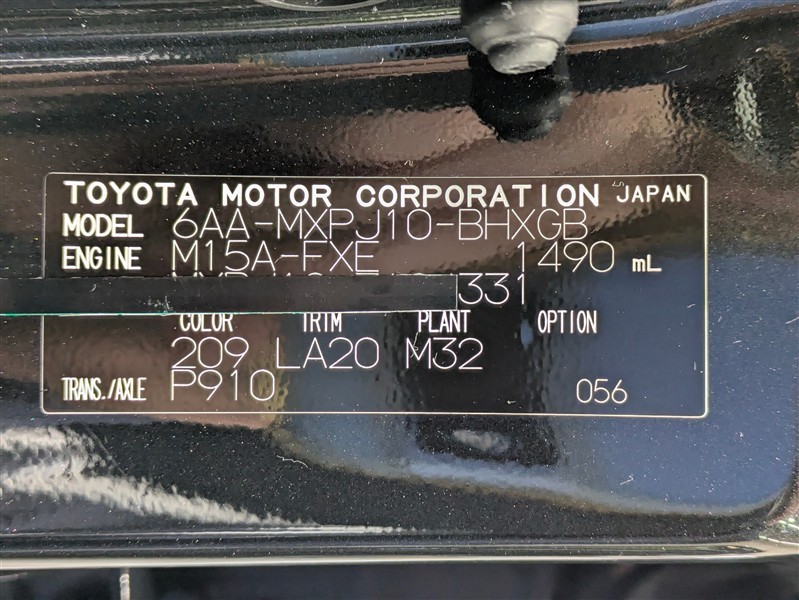 TOYOTA MOTOR CORPORATION JAPAN
MODEL 6AA-MXPJ10-BHXGB
ENGINE M15A-FXE 1490 mL
331
COLOR TRIM PLANT OPTION
209 LA20 M32
TRANS./AXLE P910 056